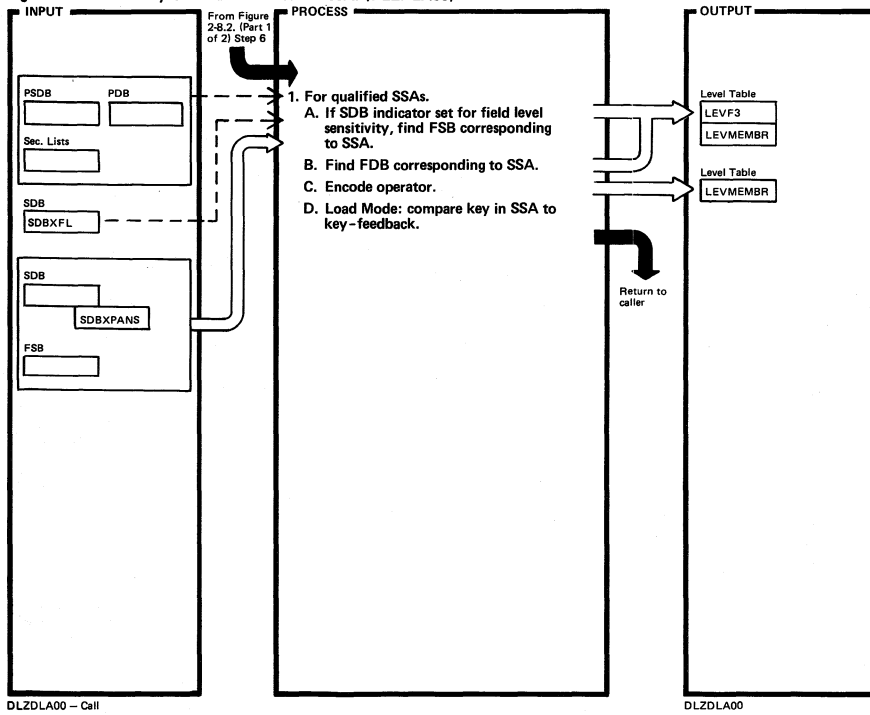 INPUT
From Figure
2-8.2. (Part 1
of 2) Step 6
PROCESS
OUTPUT
PSDB
PDB
Sec. Lists
SDB
SDBXFL
SDB
SDBXPANS
FSB
1. For qualified SSAs.
A. If SDB indicator set for field level
sensitivity, find FSB corresponding
to SSA.
B. Find FDB corresponding to SSA.
C. Encode operator.
D. Load Mode: compare key in SSA to
key-feedback.
Return to
caller
Level Table
LEVF3
LEVMEMBR
Level Table
LEVMEMBR
DLZDLA00 – Call
DLZDLA00